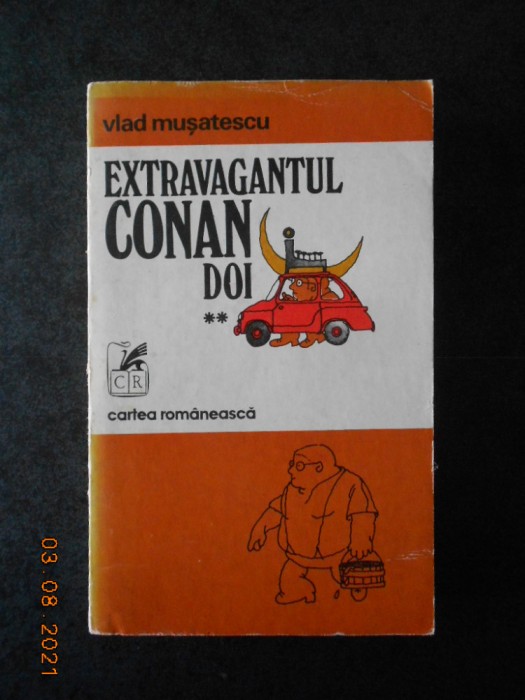 vlad mușatescu
EXTRAVAGANTUL
CONAN
DOI
**
CR
cartea românească
03.08.2021